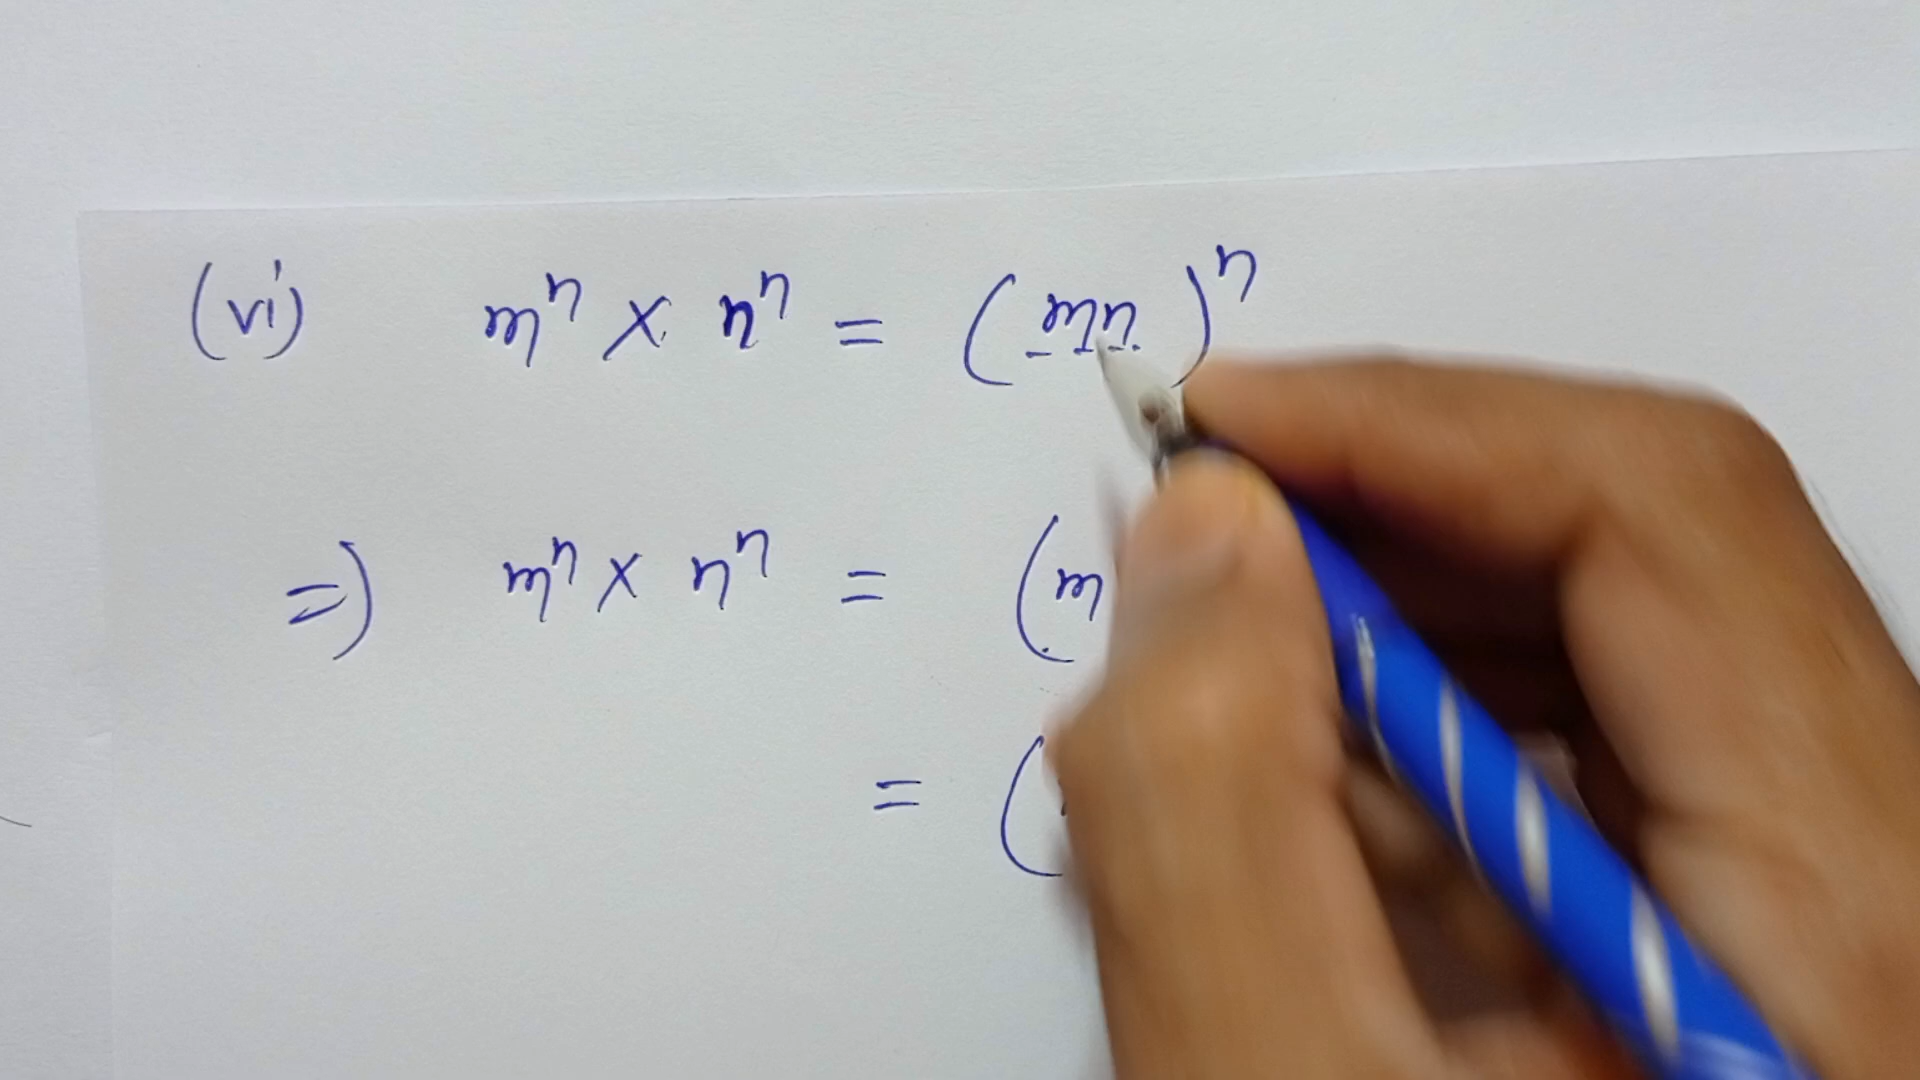 (vi) mⁿ × nⁿ = (mn)ⁿ
=) mⁿ × nⁿ = (m
= (